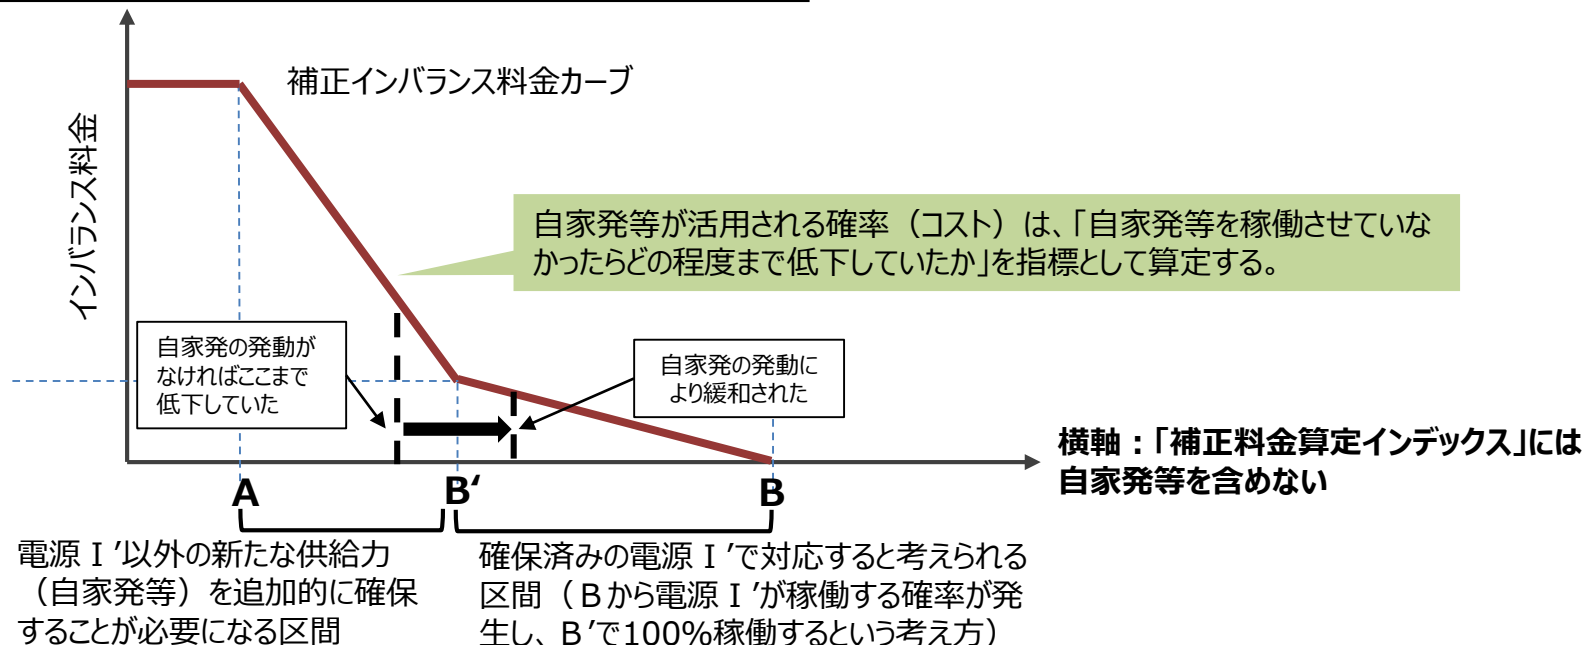 補正インバランス料金カーブ
インバランス料金
自家発等が活用される確率（コスト）は、「自家発等を稼働させていな
かったらどの程度まで低下していたか」を指標として算定する。
自家発の発動が
なければここまで
低下していた
自家発の発動に
より緩和された
横軸：「補正料金算定インデックス」には
自家発等を含めない
A
B‘
B
電源Ⅰ’以外の新たな供給力
（自家発等）を追加的に確保
することが必要になる区間
確保済みの電源Ⅰ’で対応すると考えられる
区間（Ｂから電源Ⅰ’が稼働する確率が発
生し、Ｂ’で100%稼働するという考え方）